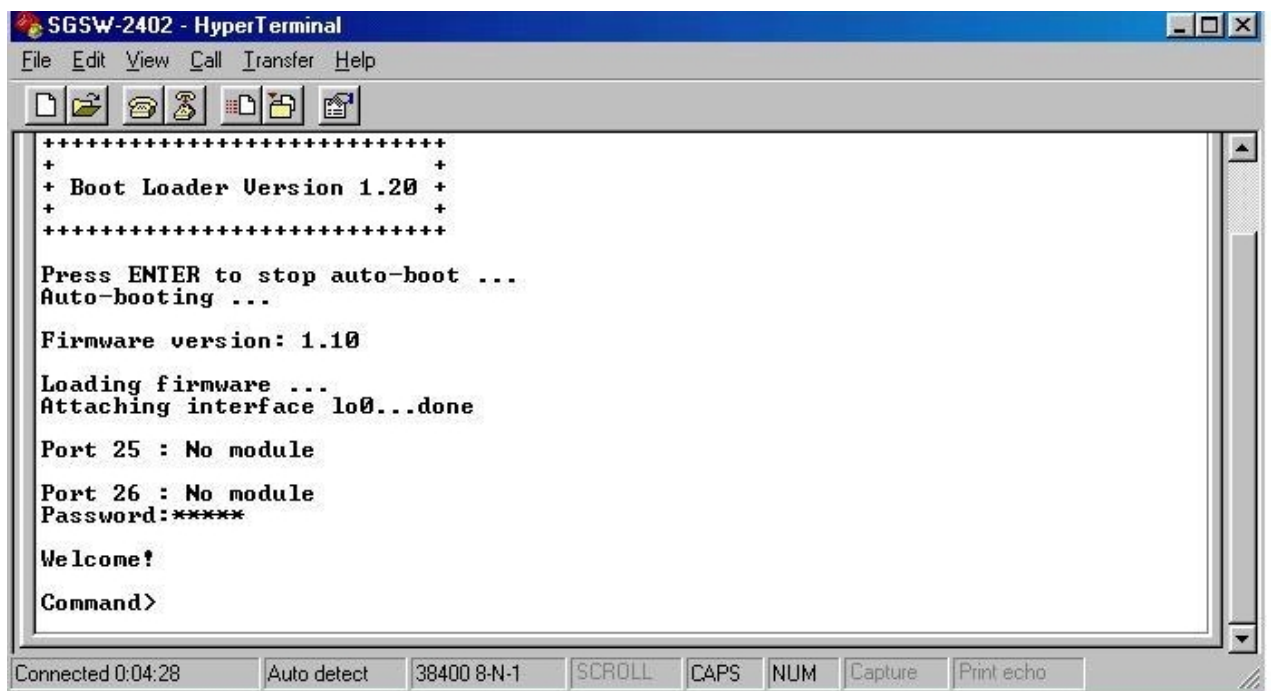 SGSW-2402 - HyperTerminal
File Edit View Call Transfer Help
++++++++++++++++++++++++++++
+ +
+ Boot Loader Version 1.20 +
+ +
++++++++++++++++++++++++++++
Press ENTER to stop auto-boot ...
Auto-booting ...
Firmware version: 1.10
Loading firmware ...
Attaching interface lo0...done
Port 25 : No module
Port 26 : No module
Password:*****
Welcome!
Command>
Connected 0:04:28 Auto detect 38400 8-N-1 SCROLL CAPS NUM Capture Print echo